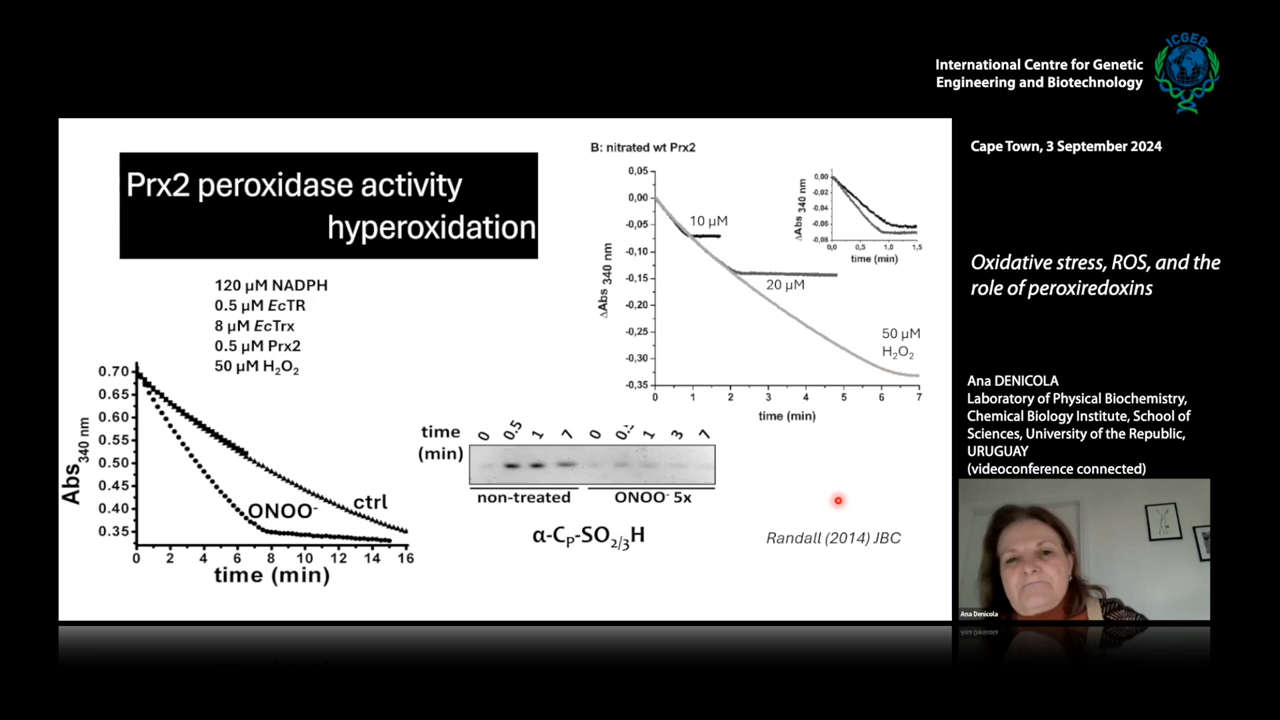 ICGEB
International Centre for Genetic
Engineering and Biotechnology
Cape Town, 3 September 2024
Oxidative stress, ROS, and the
role of peroxiredoxins
Ana DENICOLA
Laboratory of Physical Biochemistry,
Chemical Biology Institute, School of
Sciences, University of the Republic,
URUGUAY
(videoconference connected)
Ana Denicola
Prx2 peroxidase activity
hyperoxidation
120 µM NADPH
0.5 µM EcTR
8 µM EcTrx
0.5 µM Prx2
50 µM H₂O₂
Abs 340 nm
0.70
0.65
0.60
0.55
0.50
0.45
0.40
0.35
ONOO⁻
ctrl
0 2 4 6 8 10 12 14 16
time (min)
B: nitrated wt Prx2
ΔAbs 340 nm
0,05
0,00
-0,05
-0,10
-0,15
-0,20
-0,25
-0,30
-0,35
10 µM
20 µM
50 µM
H₂O₂
0 1 2 3 4 5 6 7
time (min)
ΔAbs 340 nm
0,00
-0,02
-0,04
-0,06
-0,08
0,0 0,5 1,0 1,5
time (min)
time
(min)
0 0.5 1 7 0 0. 1 3 7
non-treated
ONOO⁻ 5x
α-Cₚ-SO₂/₃H
Randall (2014) JBC